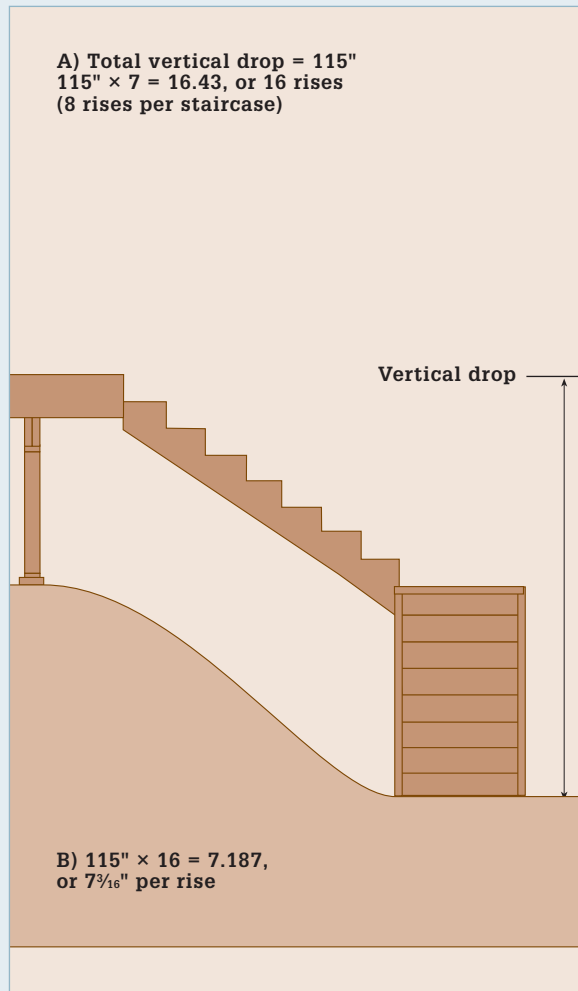 A) Total vertical drop = 115"
115" × 7 = 16.43, or 16 rises
(8 rises per staircase)
Vertical drop
B) 115" × 16 = 7.187,
or 7³⁄₁₆" per rise